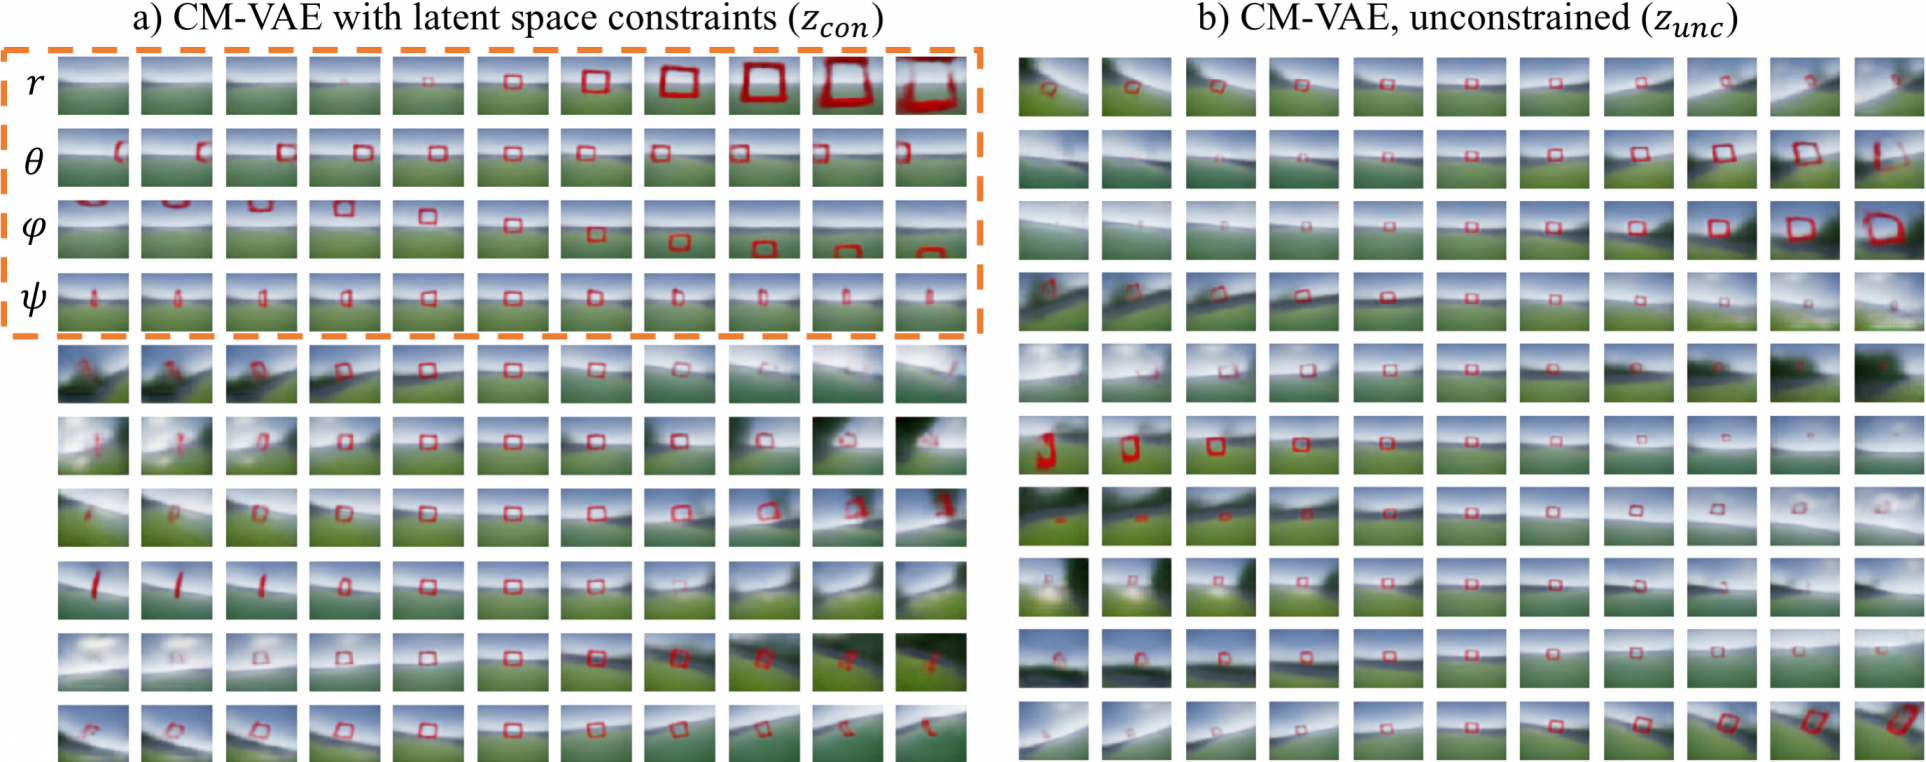 a) CM-VAE with latent space constraints (z_con)
b) CM-VAE, unconstrained (z_unc)
r
θ
φ
ψ